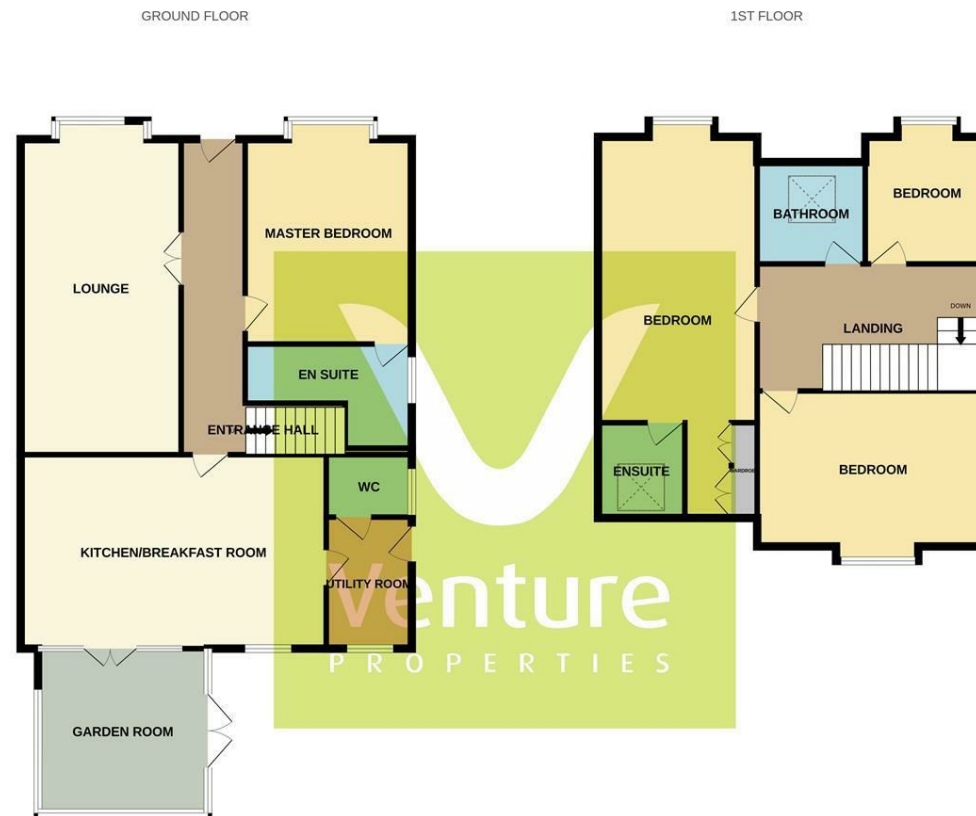 GROUND FLOOR
1ST FLOOR
LOUNGE
MASTER BEDROOM
EN SUITE
ENTRANCE HALL
WC
KITCHEN/BREAKFAST ROOM
UTILITY ROOM
GARDEN ROOM
BATHROOM
BEDROOM
BEDROOM
DOWN
LANDING
ENSUITE
WARDROBE
BEDROOM
Venture
PROPERTIES